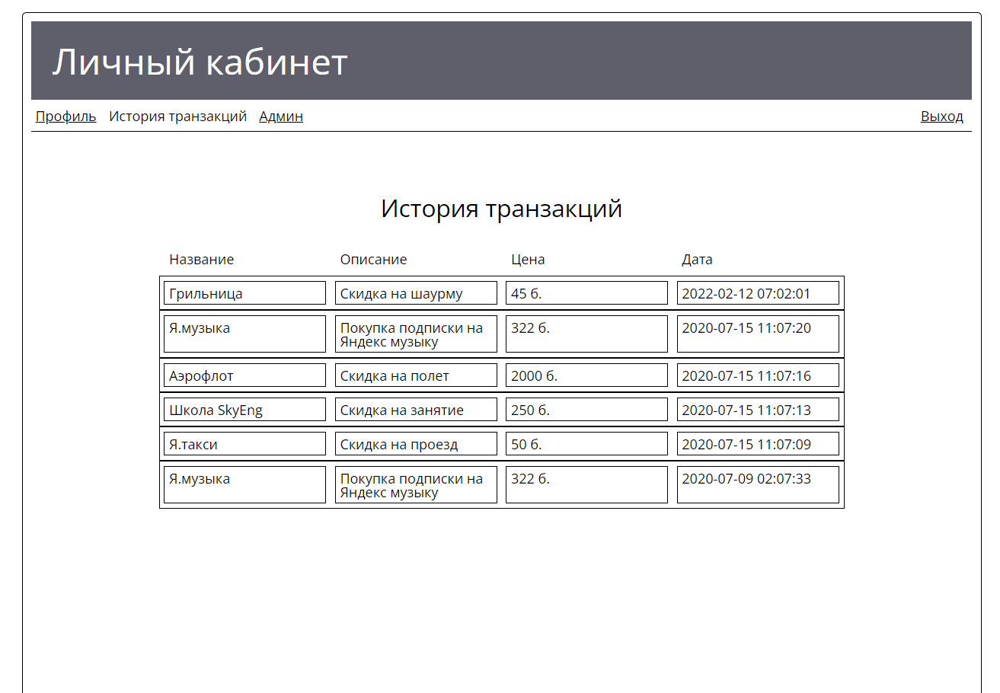 Личный кабинет
Профиль История транзакций Админ Выход
История транзакций
Название Описание Цена Дата
Грильница Скидка на шаурму 45 б. 2022-02-12 07:02:01
Я.музыка Покупка подписки на 322 б. 2020-07-15 11:07:20
Яндекс музыку
Аэрофлот Скидка на полет 2000 б. 2020-07-15 11:07:16
Школа SkyEng Скидка на занятие 250 б. 2020-07-15 11:07:13
Я.такси Скидка на проезд 50 б. 2020-07-15 11:07:09
Я.музыка Покупка подписки на 322 б. 2020-07-09 02:07:33
Яндекс музыку